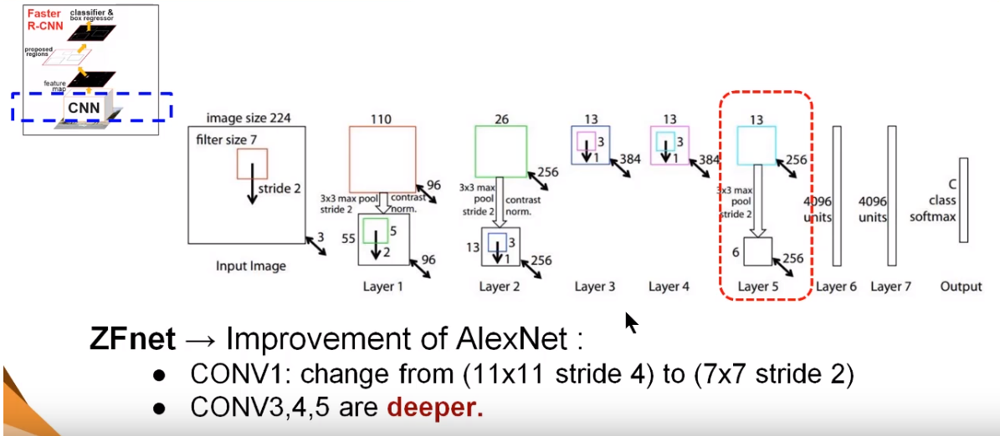 Faster
R-CNN
classifier &
box regressor
proposed
regions
feature
map
CNN
image size 224
filter size 7
stride 2
3
Input Image
110
96
3x3 max pool
stride 2
contrast
norm.
55
5
2
96
Layer 1
26
256
3x3 max
pool
stride 2
contrast
norm.
13
3
1
256
Layer 2
13
3
1
384
Layer 3
13
3
1
384
Layer 4
13
256
3x3 max
pool
stride 2
6
256
Layer 5
4096
units
Layer 6
4096
units
Layer 7
C
class
softmax
Output
ZFnet → Improvement of AlexNet :
● CONV1: change from (11x11 stride 4) to (7x7 stride 2)
● CONV3,4,5 are deeper.